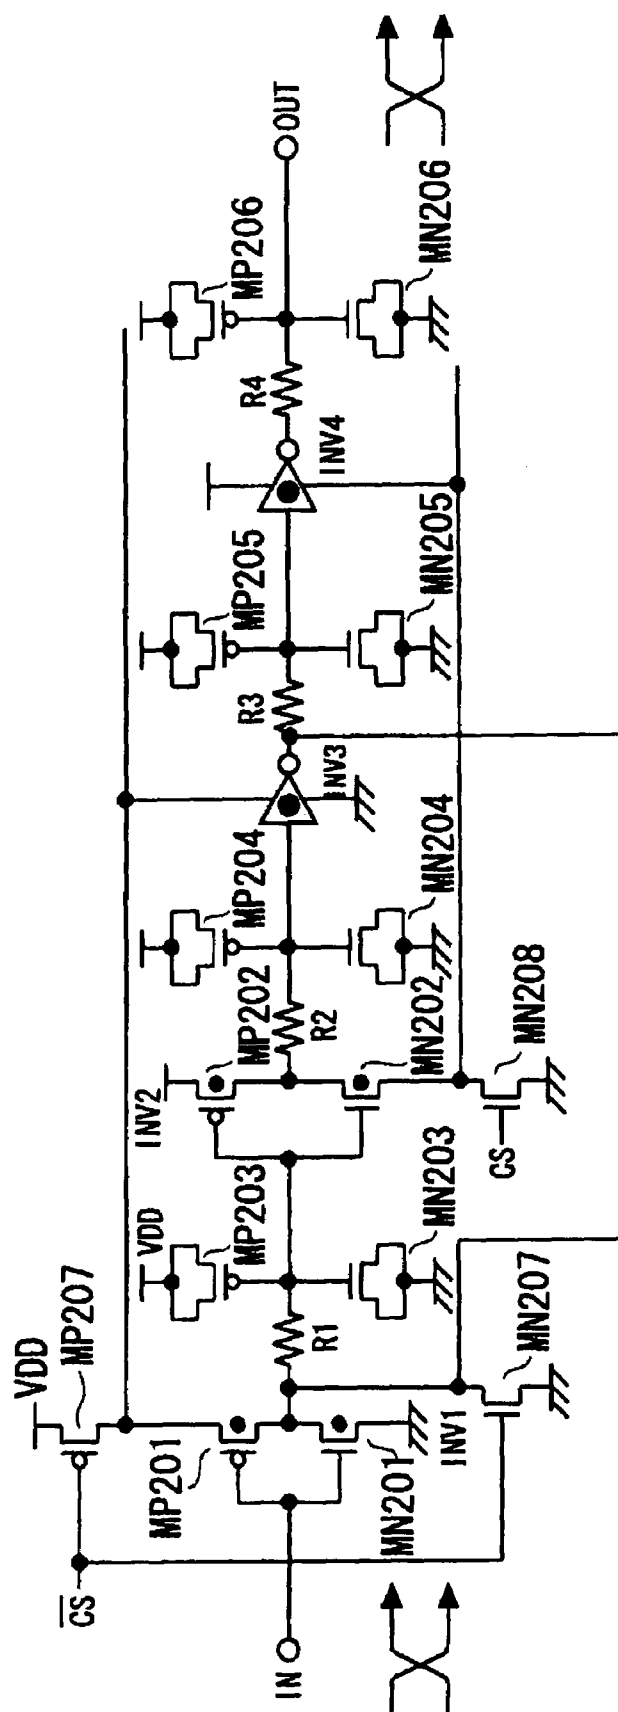 VDD
MP207
CS
VDD
INV2
MP201
MP203
MP202
MP204
MP205
MP206
IN
R1
R2
R3
R4
OUT
INV3
INV4
MN201
INV1
MN207
MN203
MN202
CS
MN208
MN204
MN205
MN206